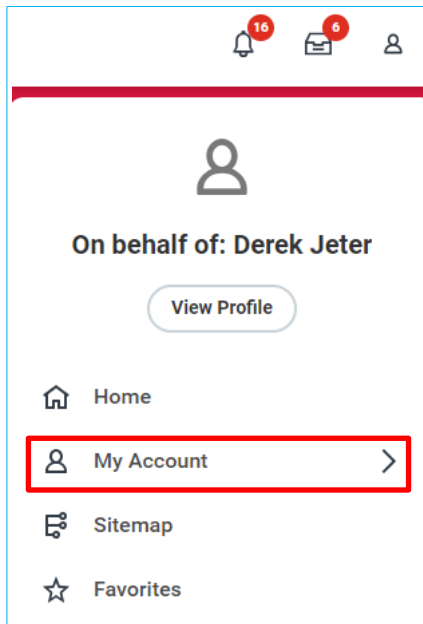 16
6
On behalf of: Derek Jeter
View Profile
Home
My Account
Sitemap
Favorites